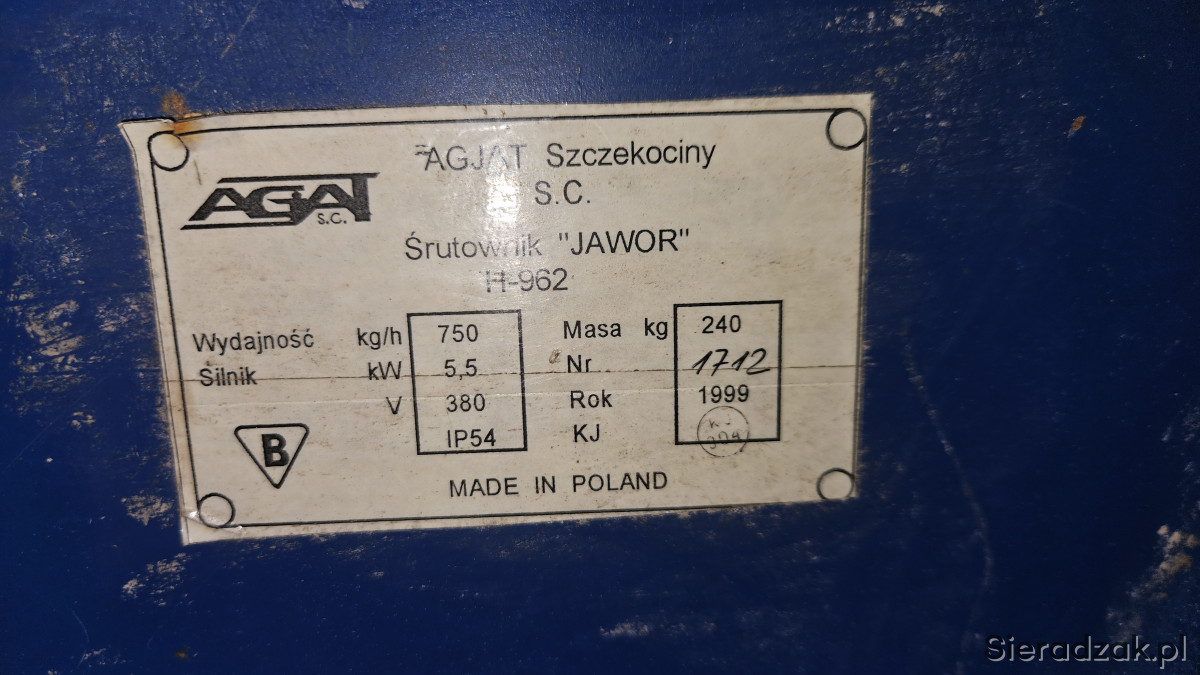 AGAT
S.C.
"AGJAT Szczekociny
S.C.
Śrutownik "JAWOR"
H-962
Wydajność kg/h 750 Masa kg 240
Silnik kW 5,5 Nr 1712
V 380 Rok 1999
IP54 KJ
B
MADE IN POLAND
Sieradzak.pl